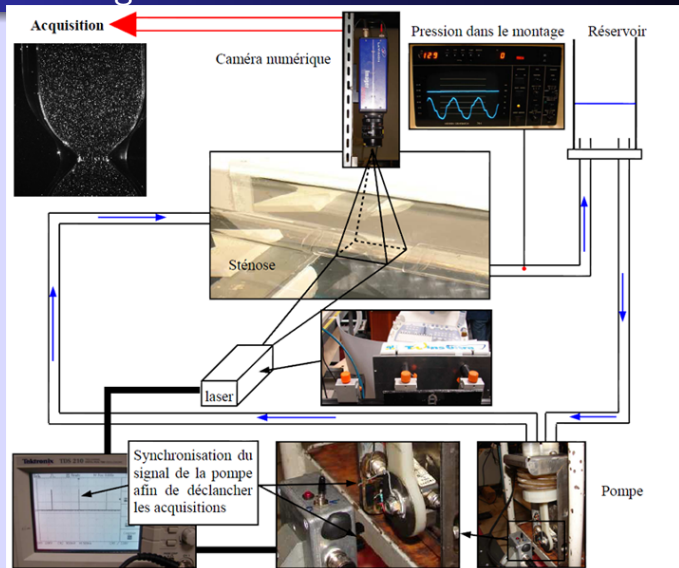 Acquisition
Caméra numérique
Pression dans le montage
Réservoir
Sténose
laser
Synchronisation du
signal de la pompe
afin de déclancher
les acquisitions
Pompe
Tektronix